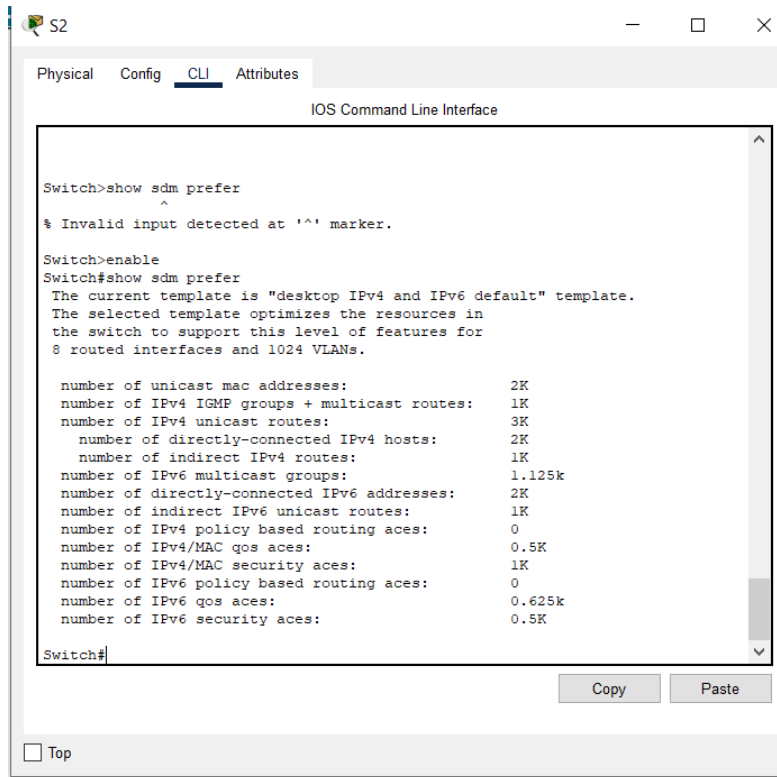 S2
Physical Config CLI Attributes
IOS Command Line Interface
Switch>show sdm prefer
^
% Invalid input detected at '^' marker.
Switch>enable
Switch#show sdm prefer
The current template is "desktop IPv4 and IPv6 default" template.
The selected template optimizes the resources in
the switch to support this level of features for
8 routed interfaces and 1024 VLANs.
number of unicast mac addresses: 2K
number of IPv4 IGMP groups + multicast routes: 1K
number of IPv4 unicast routes: 3K
number of directly-connected IPv4 hosts: 2K
number of indirect IPv4 routes: 1K
number of IPv6 multicast groups: 1.125k
number of directly-connected IPv6 addresses: 2K
number of indirect IPv6 unicast routes: 1K
number of IPv4 policy based routing aces: 0
number of IPv4/MAC qos aces: 0.5K
number of IPv4/MAC security aces: 1K
number of IPv6 policy based routing aces: 0
number of IPv6 qos aces: 0.625k
number of IPv6 security aces: 0.5K
Switch#
Copy Paste
Top